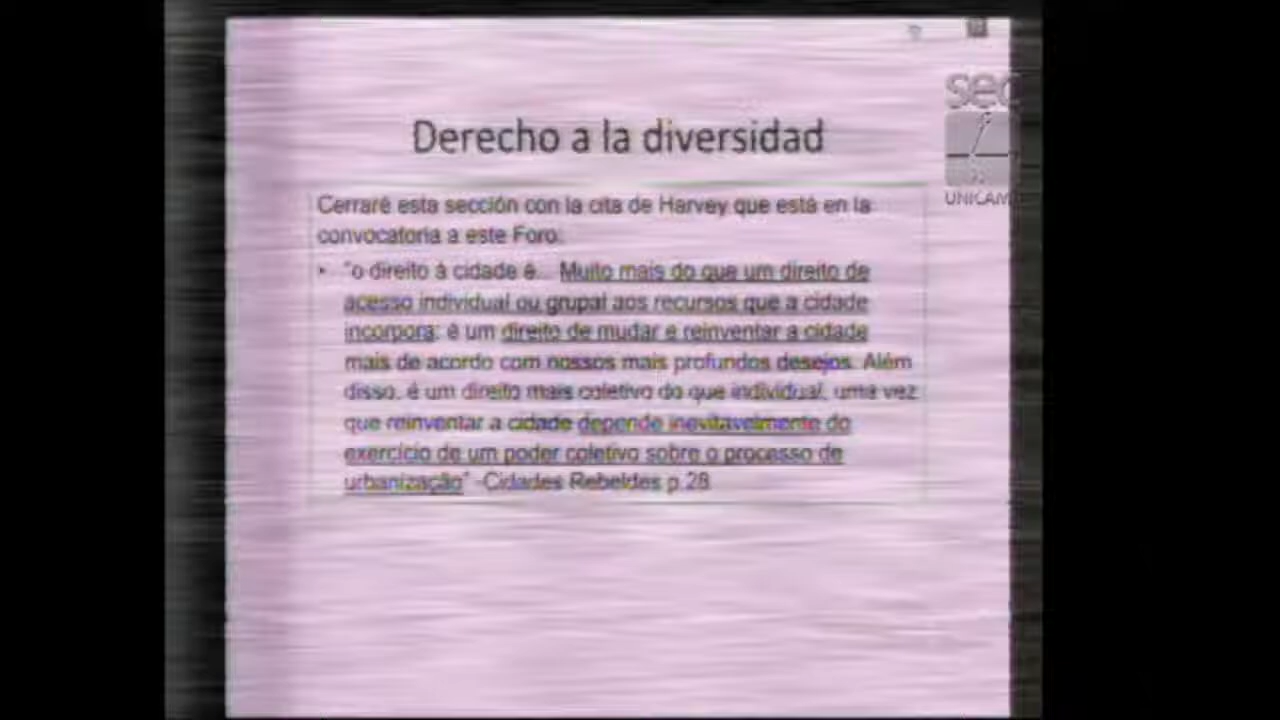 sec
UNICAM
Derecho a la diversidad
Cerraré esta sección con la cita de Harvey que está en la
convocatoria a este Foro:
• "o direito à cidade é... Muito mais do que um direito de
acesso individual ou grupal aos recursos que a cidade
incorpora: é um direito de mudar e reinventar a cidade
mais de acordo com nossos mais profundos desejos. Além
disso, é um direito mais coletivo do que individual, uma vez
que reinventar a cidade depende inevitavelmente do
exercício de um poder coletivo sobre o processo de
urbanização" -Cidades Rebeldes p.28